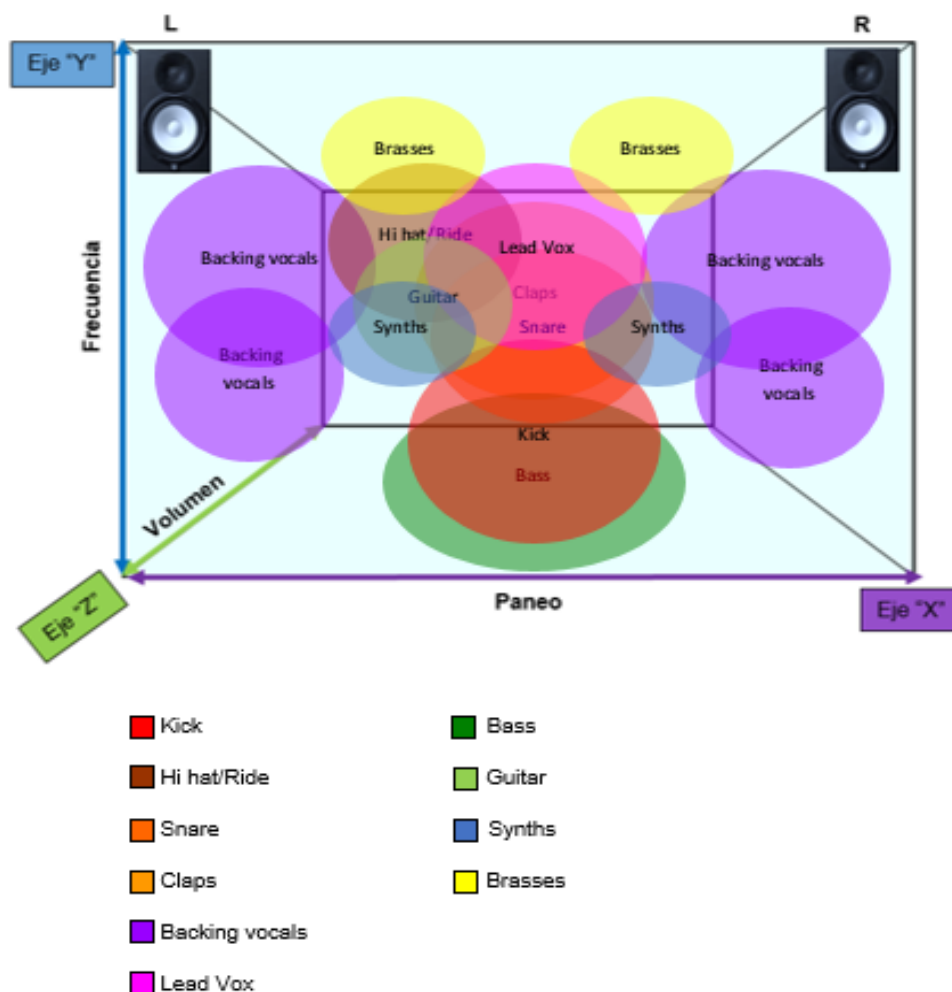 L
R
Eje "Y"
Brasses
Brasses
Hi hat/Ride
Lead Vox
Backing vocals
Backing vocals
Guitar
Claps
Synths
Snare
Synths
Frecuencia
Backing
vocals
Backing
vocals
Kick
Bass
Volumen
Eje "Z"
Paneo
Eje "X"
Kick
Bass
Hi hat/Ride
Guitar
Snare
Synths
Claps
Brasses
Backing vocals
Lead Vox